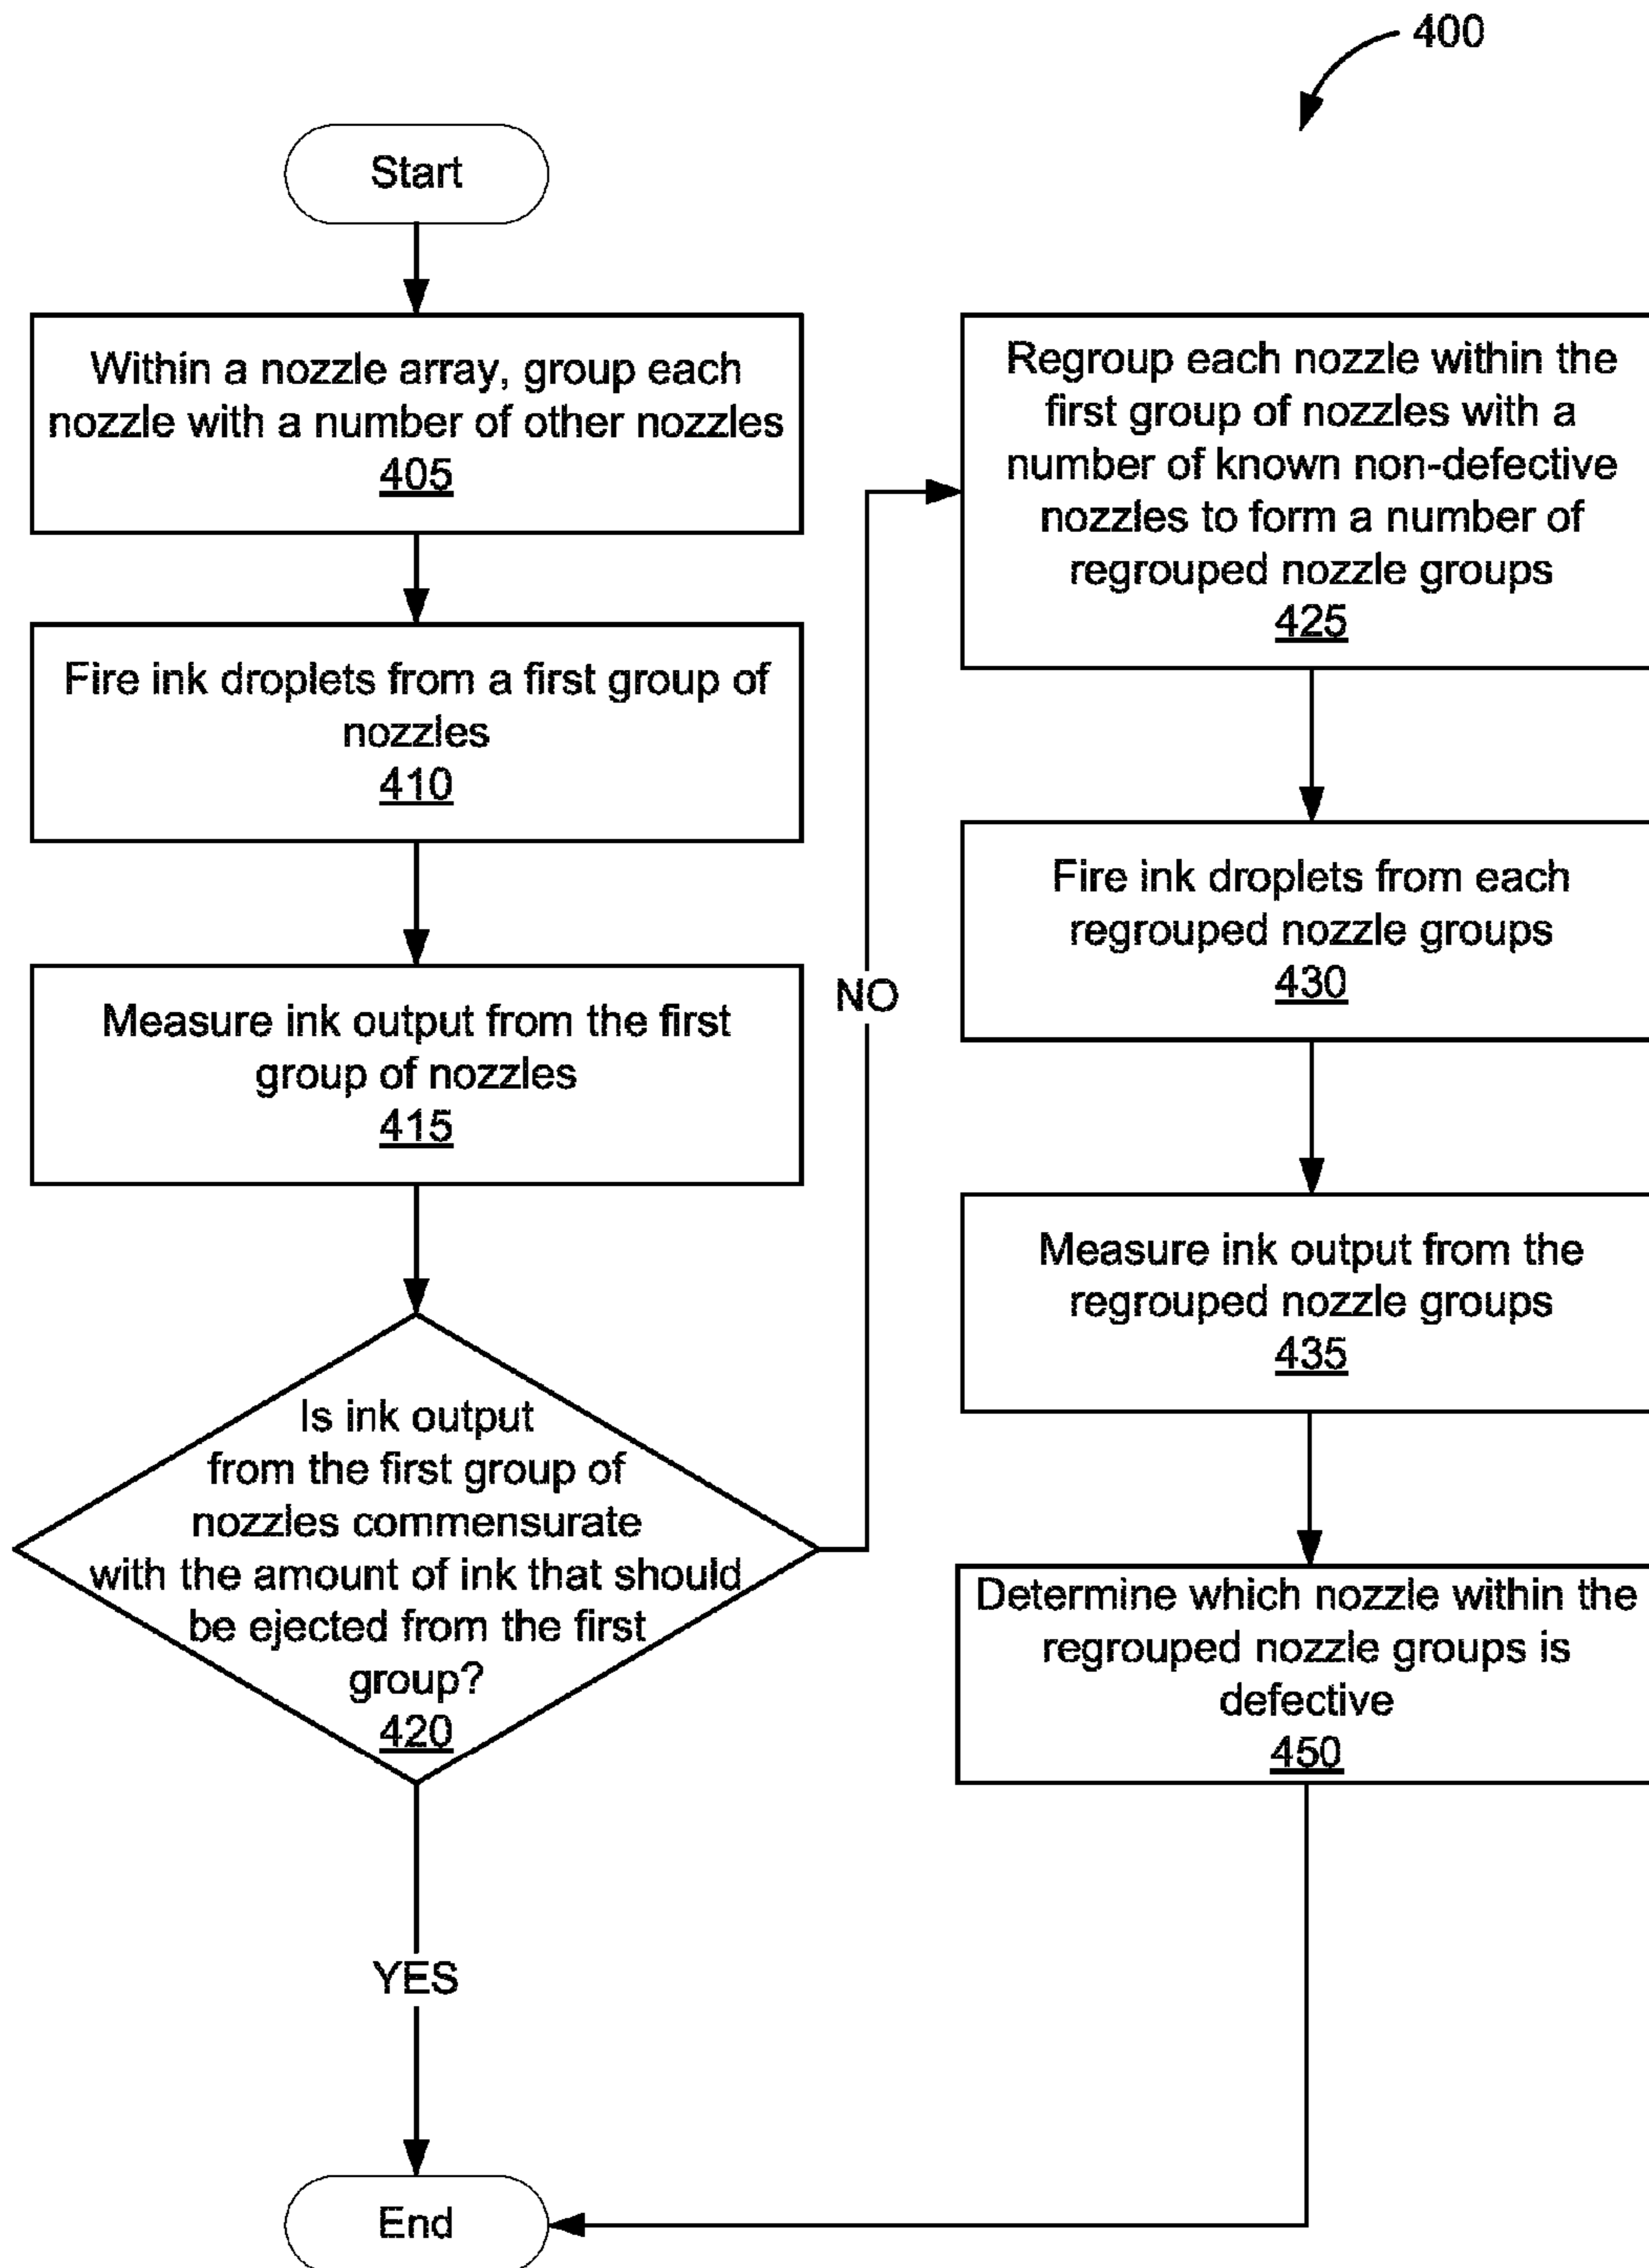 400
Start
Within a nozzle array, group each
nozzle with a number of other nozzles
405
Fire ink droplets from a first group of
nozzles
410
Measure ink output from the first
group of nozzles
415
Is ink output
from the first group of
nozzles commensurate
with the amount of ink that should
be ejected from the first
group?
420
YES
NO
Regroup each nozzle within the
first group of nozzles with a
number of known non-defective
nozzles to form a number of
regrouped nozzle groups
425
Fire ink droplets from each
regrouped nozzle groups
430
Measure ink output from the
regrouped nozzle groups
435
Determine which nozzle within the
regrouped nozzle groups is
defective
450
End